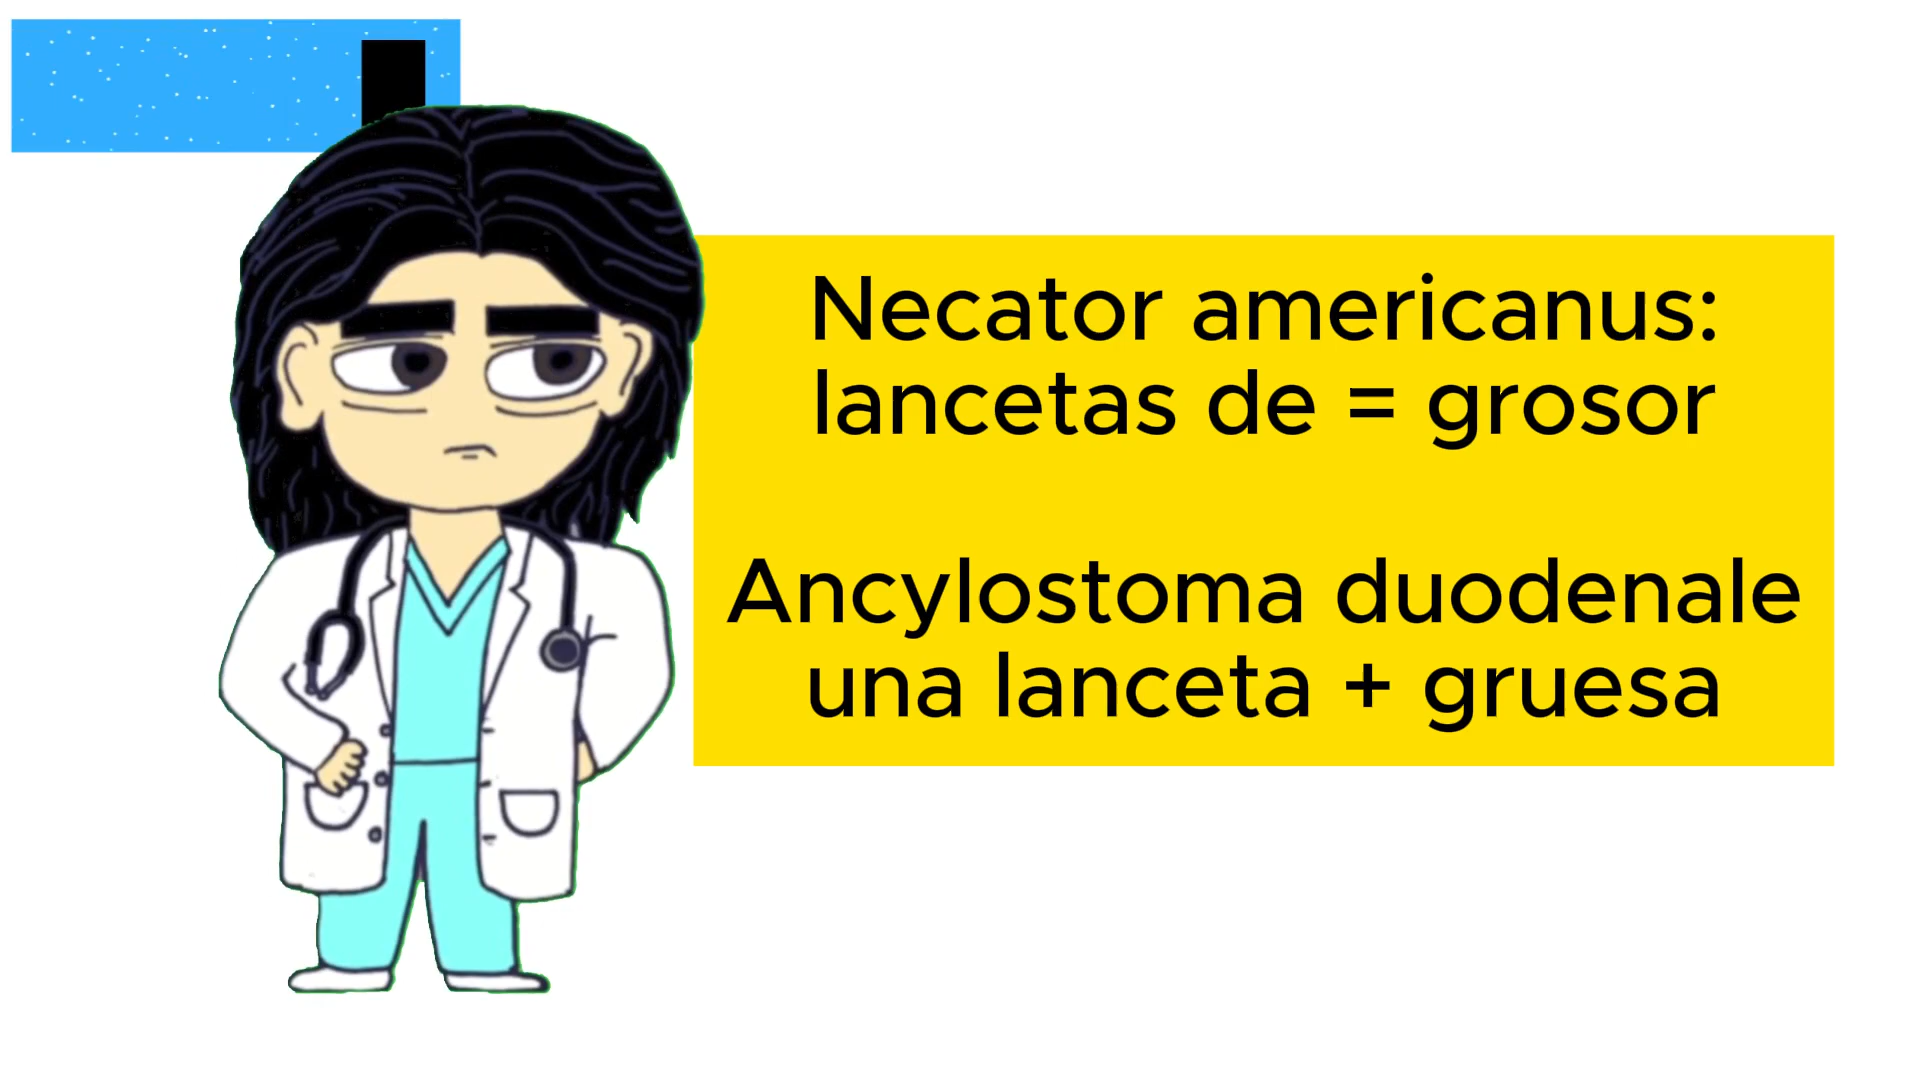 Necator americanus:
lancetas de = grosor
Ancylostoma duodenale
una lanceta + gruesa